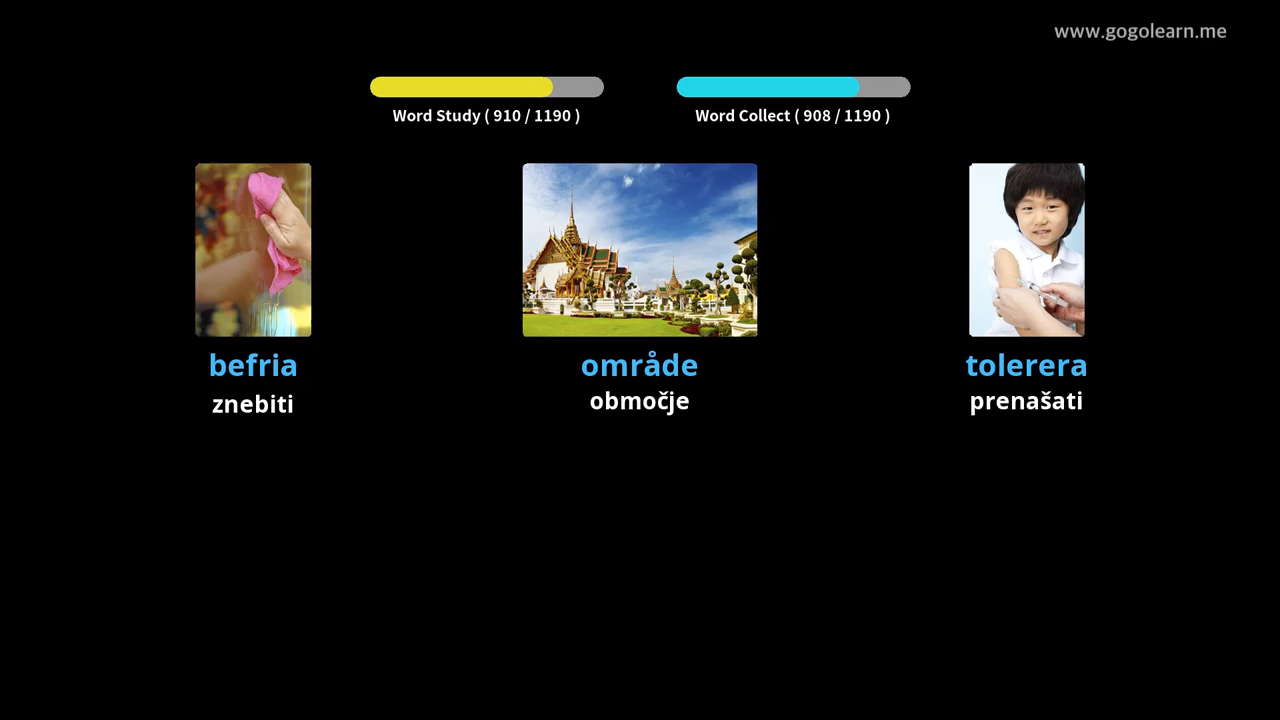 www.gogolearn.me
Word Study ( 910 / 1190 )
Word Collect ( 908 / 1190 )
befria
znebiti
område
območje
tolerera
prenašati